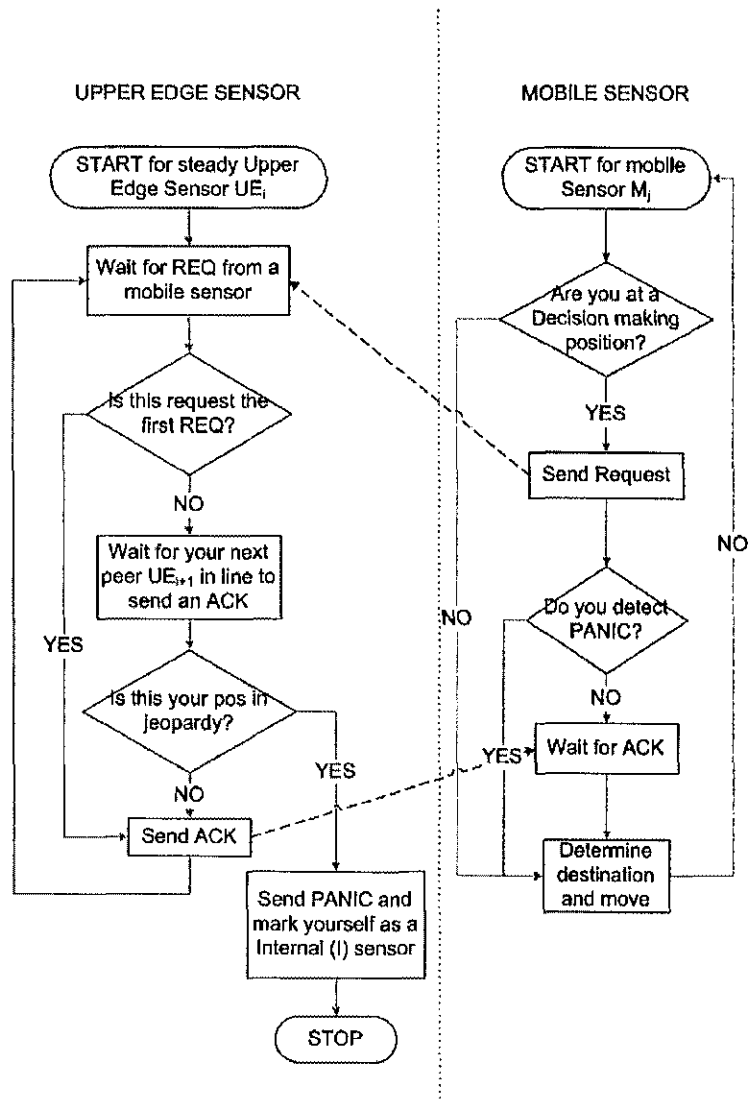 UPPER EDGE SENSOR
START for steady Upper
Edge Sensor UEi
Wait for REQ from a
mobile sensor
Is this request the
first REQ?
NO
Wait for your next
peer UEi+1 in line to
send an ACK
YES
Is this your pos in
jeopardy?
YES
NO
Send ACK
Send PANIC and
mark yourself as a
Internal (I) sensor
STOP
MOBILE SENSOR
START for mobile
Sensor Mj
Are you at a
Decision making
position?
YES
Send Request
NO
Do you detect
PANIC?
NO
NO
YES
Wait for ACK
Determine
destination
and move